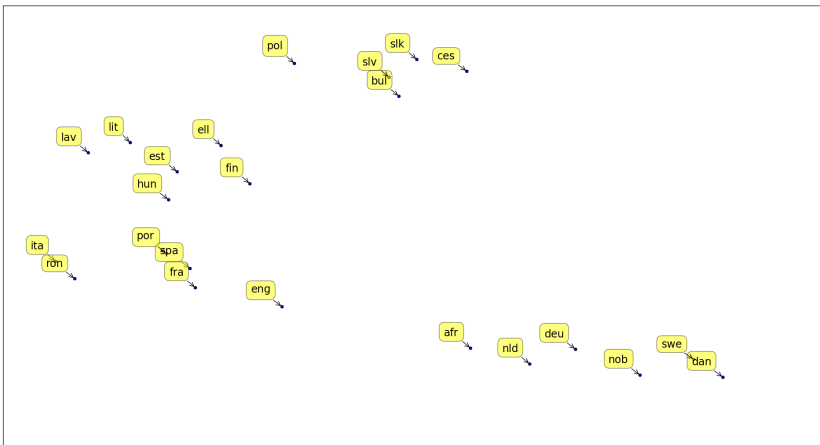 pol
slk
ces
slv
bul
lit
ell
lav
est
fin
hun
por
ita
spa
ron
fra
eng
afr
deu
swe
nld
nob
dan